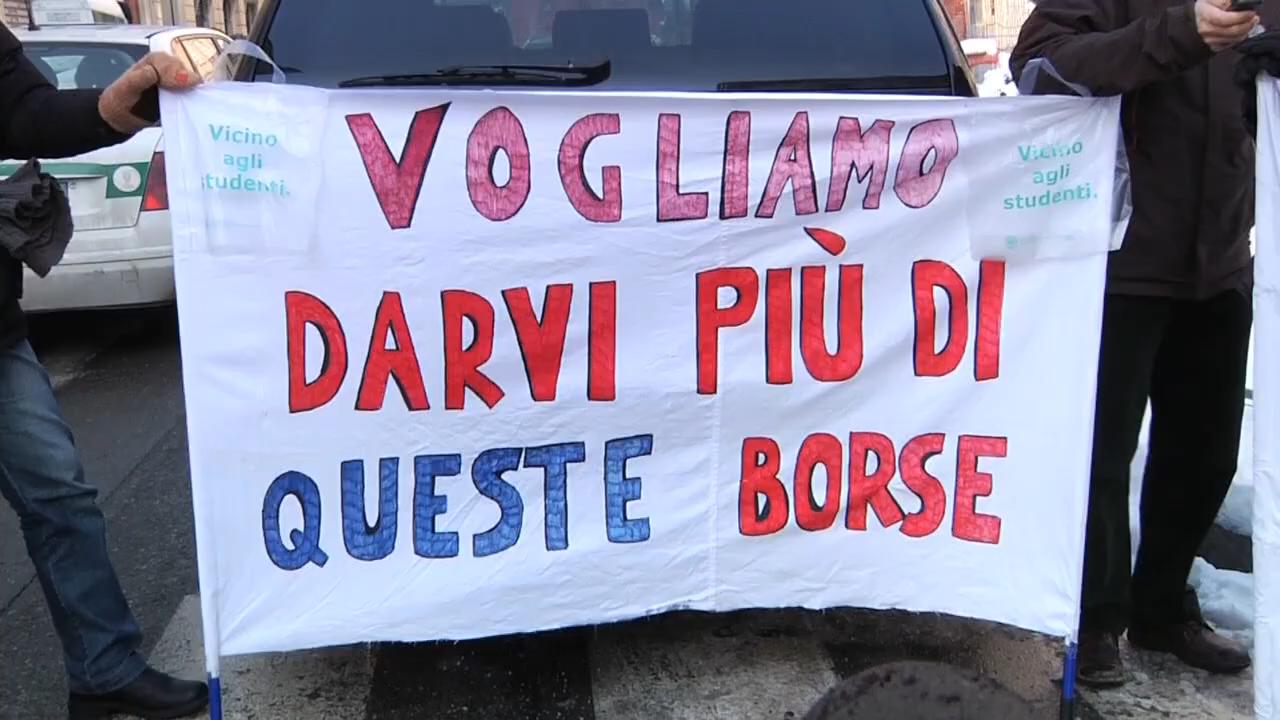 Vicino
agli
studenti.
VOGLIAMO
DARVI PIÙ DI
QUESTE BORSE
Vicino
agli
studenti.